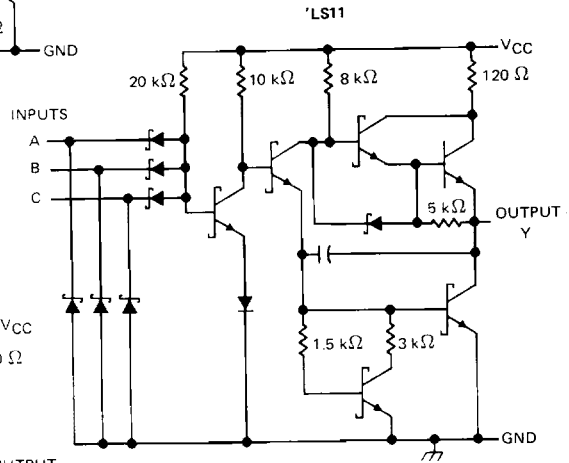 'LS11
GND
VCC
20 kΩ
10 kΩ
8 kΩ
120 Ω
INPUTS
A
B
C
5 kΩ
OUTPUT
Y
VCC
Ω
1.5 kΩ
3 kΩ
GND